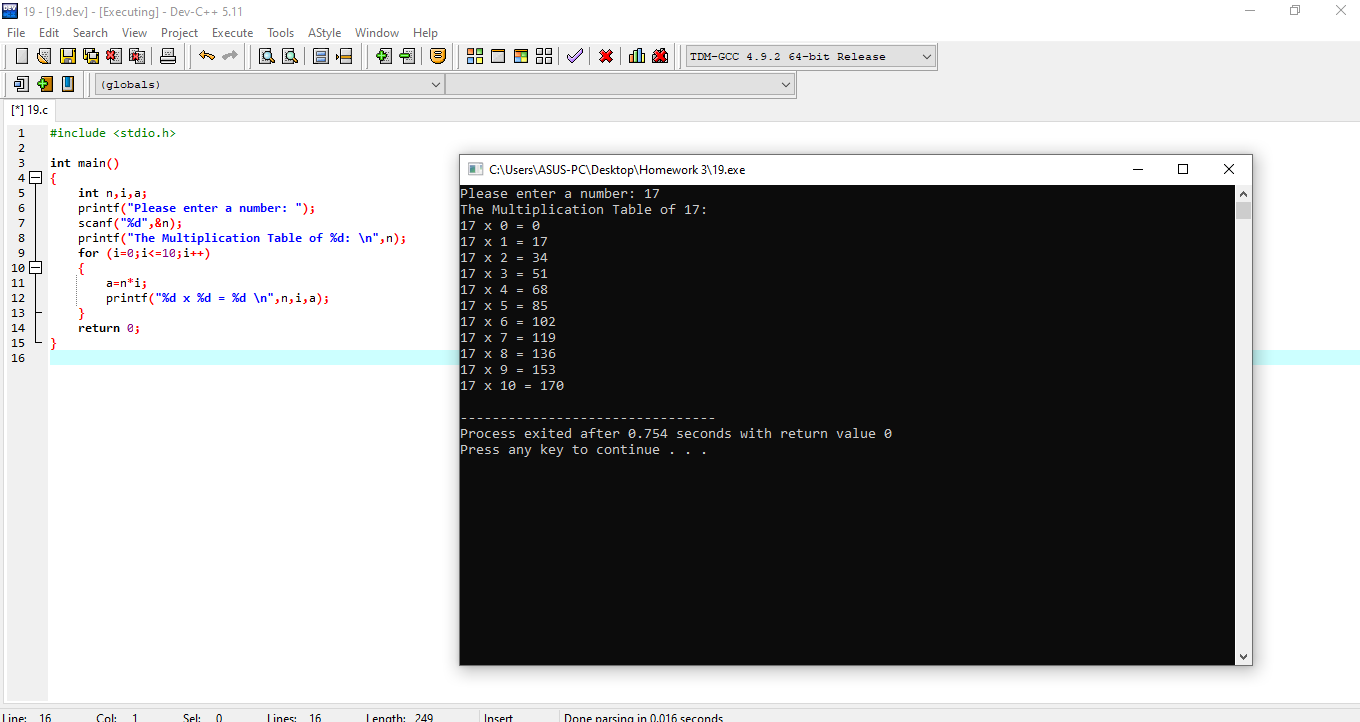 19 - [19.dev] - [Executing] - Dev-C++ 5.11
File Edit Search View Project Execute Tools AStyle Window Help
TDM-GCC 4.9.2 64-bit Release
(globals)
[*] 19.c
1 #include <stdio.h>
2
3 int main()
4 {
5 int n,i,a;
6 printf("Please enter a number: ");
7 scanf("%d",&n);
8 printf("The Multiplication Table of %d: \n",n);
9 for (i=0;i<=10;i++)
10 {
11 a=n*i;
12 printf("%d x %d = %d \n",n,i,a);
13 }
14 return 0;
15 }
16
C:\Users\ASUS-PC\Desktop\Homework 3\19.exe
Please enter a number: 17
The Multiplication Table of 17:
17 x 0 = 0
17 x 1 = 17
17 x 2 = 34
17 x 3 = 51
17 x 4 = 68
17 x 5 = 85
17 x 6 = 102
17 x 7 = 119
17 x 8 = 136
17 x 9 = 153
17 x 10 = 170
--------------------------------
Process exited after 0.754 seconds with return value 0
Press any key to continue . . .
Line: 16 Col: 1 Sel: 0 Lines: 16 Length: 249 Insert Done parsing in 0.016 seconds